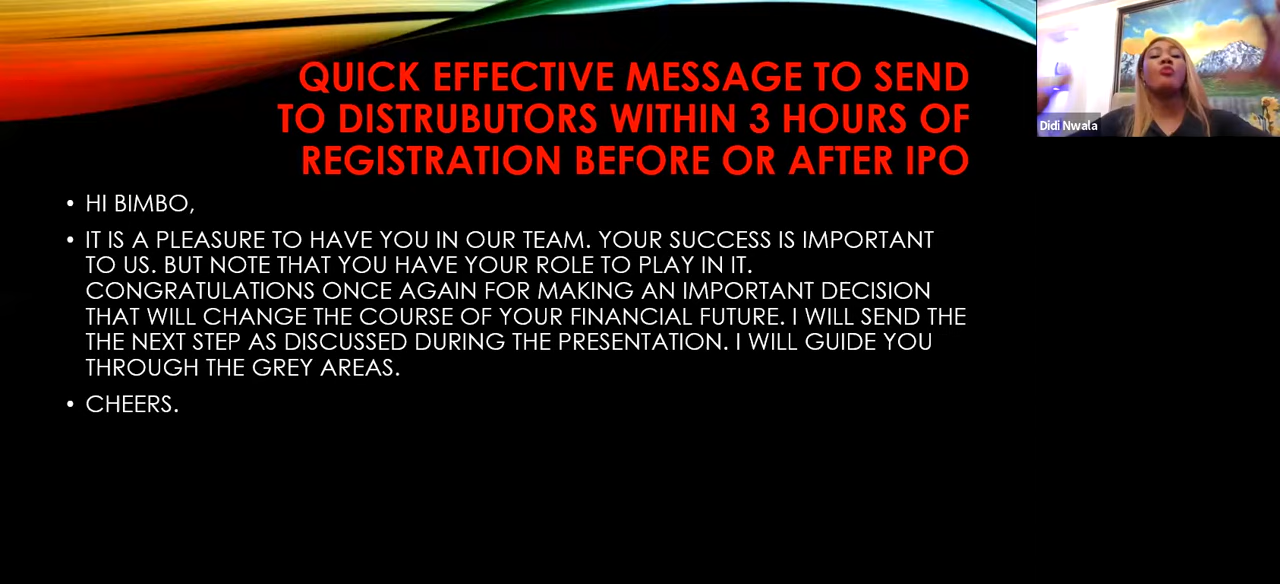 QUICK EFFECTIVE MESSAGE TO SEND
TO DISTRUBUTORS WITHIN 3 HOURS OF
REGISTRATION BEFORE OR AFTER IPO
Didi Nwala
• HI BIMBO,
• IT IS A PLEASURE TO HAVE YOU IN OUR TEAM. YOUR SUCCESS IS IMPORTANT
TO US. BUT NOTE THAT YOU HAVE YOUR ROLE TO PLAY IN IT.
CONGRATULATIONS ONCE AGAIN FOR MAKING AN IMPORTANT DECISION
THAT WILL CHANGE THE COURSE OF YOUR FINANCIAL FUTURE. I WILL SEND THE
THE NEXT STEP AS DISCUSSED DURING THE PRESENTATION. I WILL GUIDE YOU
THROUGH THE GREY AREAS.
• CHEERS.